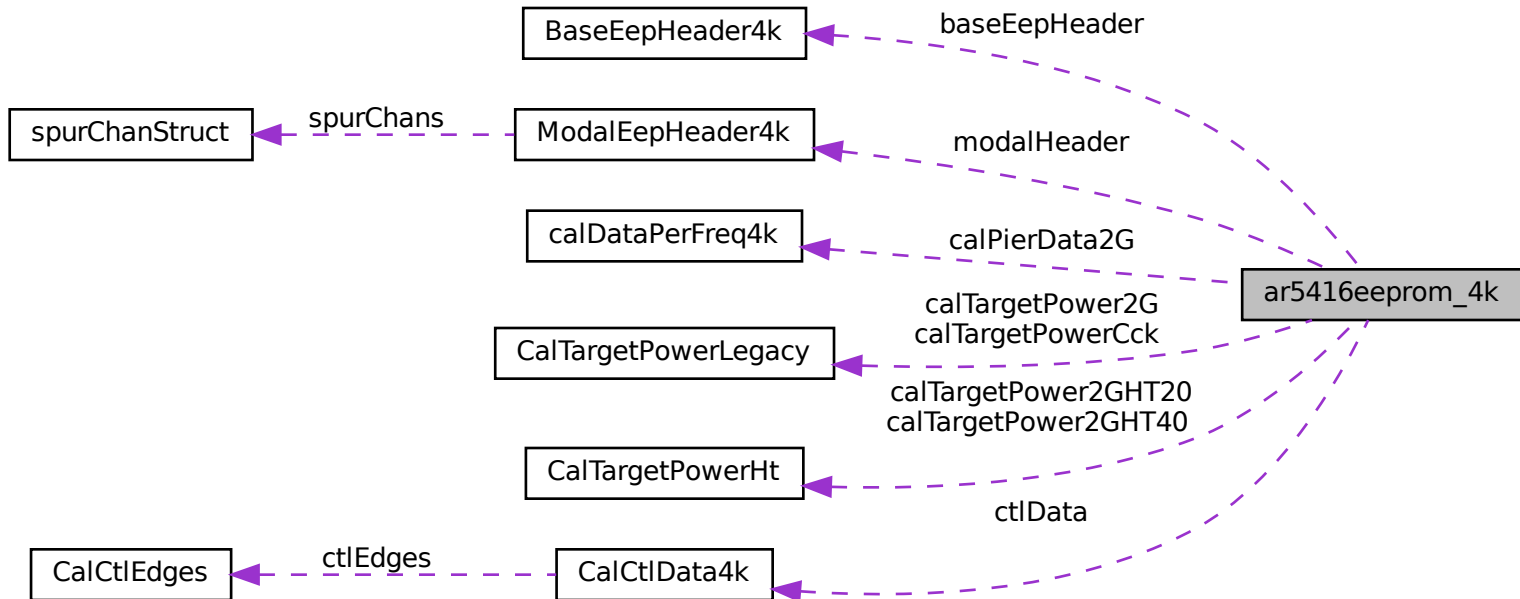 BaseEepHeader4k
baseEepHeader
spurChanStruct
spurChans
ModalEepHeader4k
modalHeader
calDataPerFreq4k
calPierData2G
ar5416eeprom_4k
calTargetPower2G
calTargetPowerCck
CalTargetPowerLegacy
calTargetPower2GHT20
calTargetPower2GHT40
CalTargetPowerHt
ctlData
CalCtlEdges
ctlEdges
CalCtlData4k